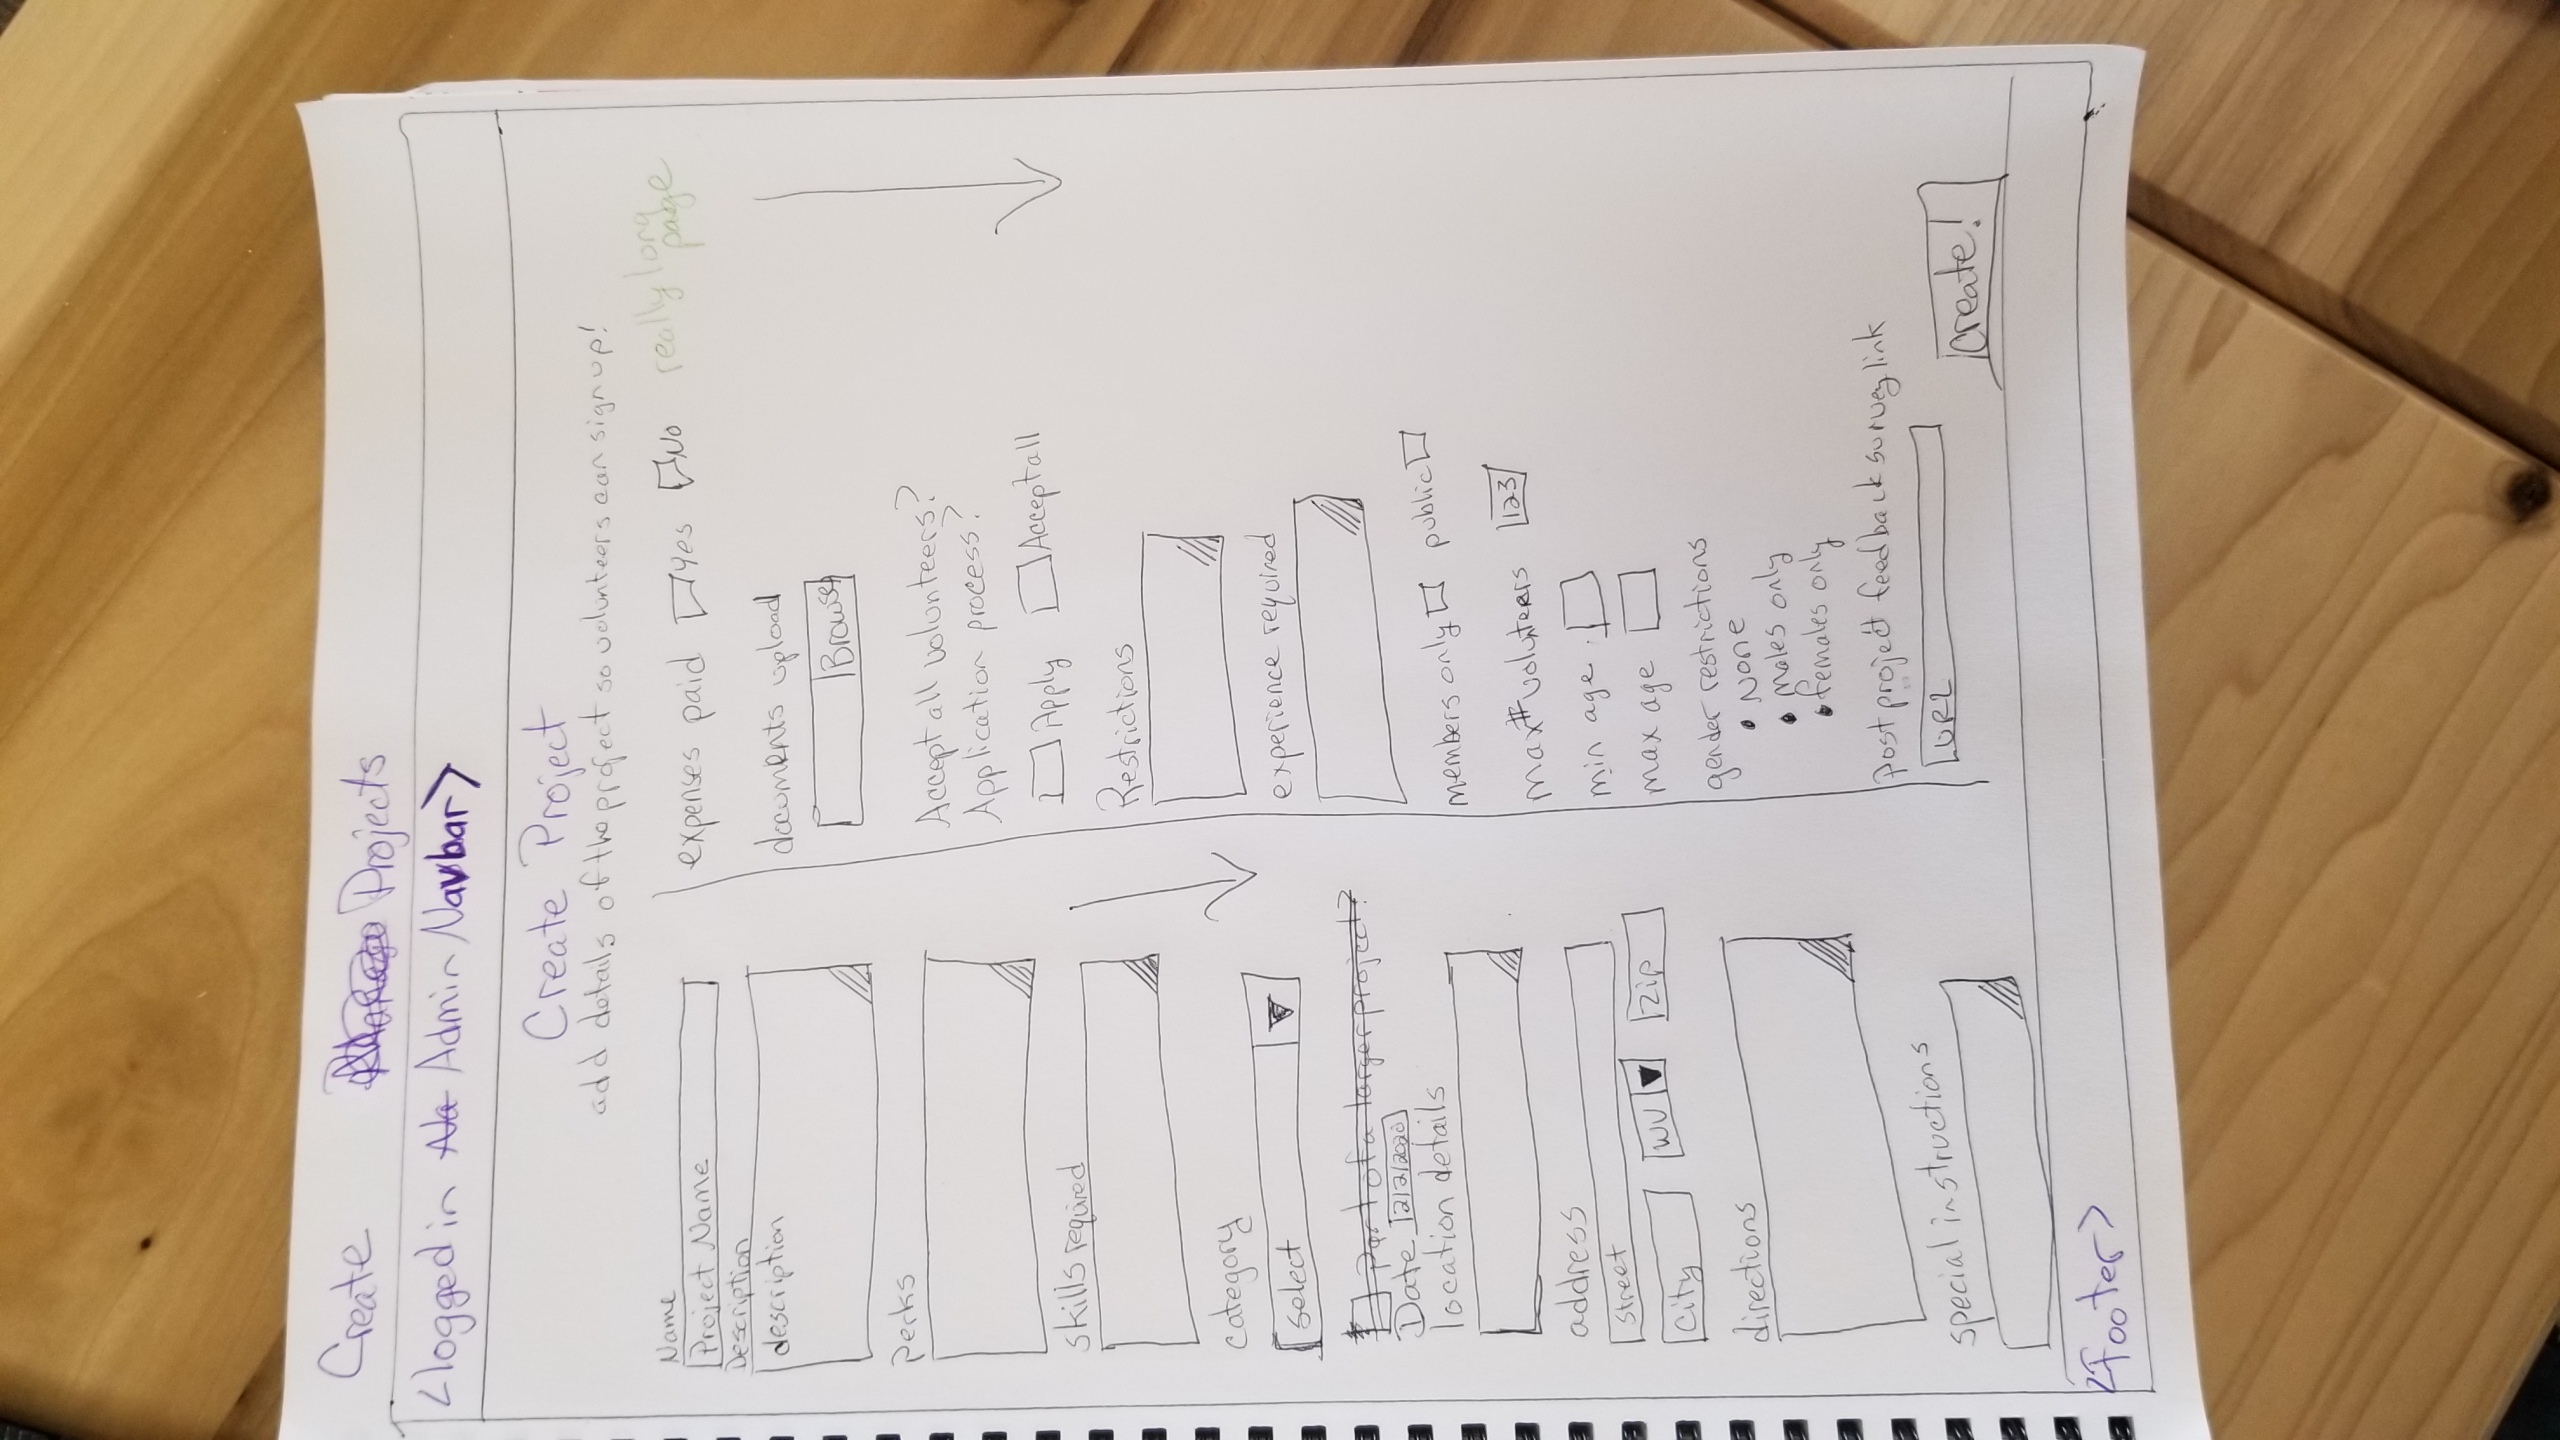 Create Projects
<logged in Na Admin Navbar>
Create Project
add details of the project so volunteers can sign up!
Name
Project Name
Description
description
Perks
skills required
category
select
Part of a larger project?
Date 12/2/2020
location details
address
street
city WV zip
directions
special instructions
expenses paid Yes No
really long
page
documents upload
Browse
Accept all volunteers?
Application process?
Apply Accept all
Restrictions
experience required
members only public
max # volunteers 123
min age
max age
gender restrictions
• None
• males only
• females only
post project feedback survey link
URL
create!
<Footer>